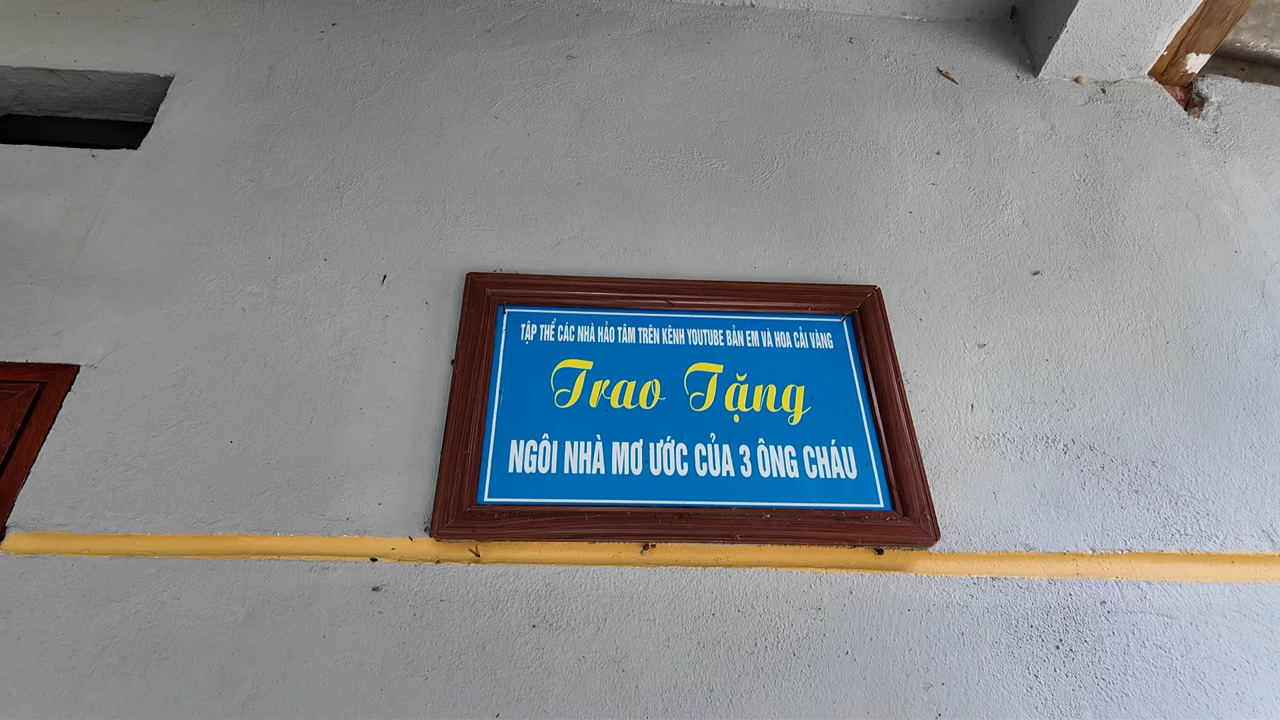 TẬP THỂ CÁC NHÀ HẢO TÂM TRÊN KÊNH YOUTUBE BẢN EM VÀ HOA CẢI VÀNG
Trao Tặng
NGÔI NHÀ MƠ ƯỚC CỦA 3 ÔNG CHÁU